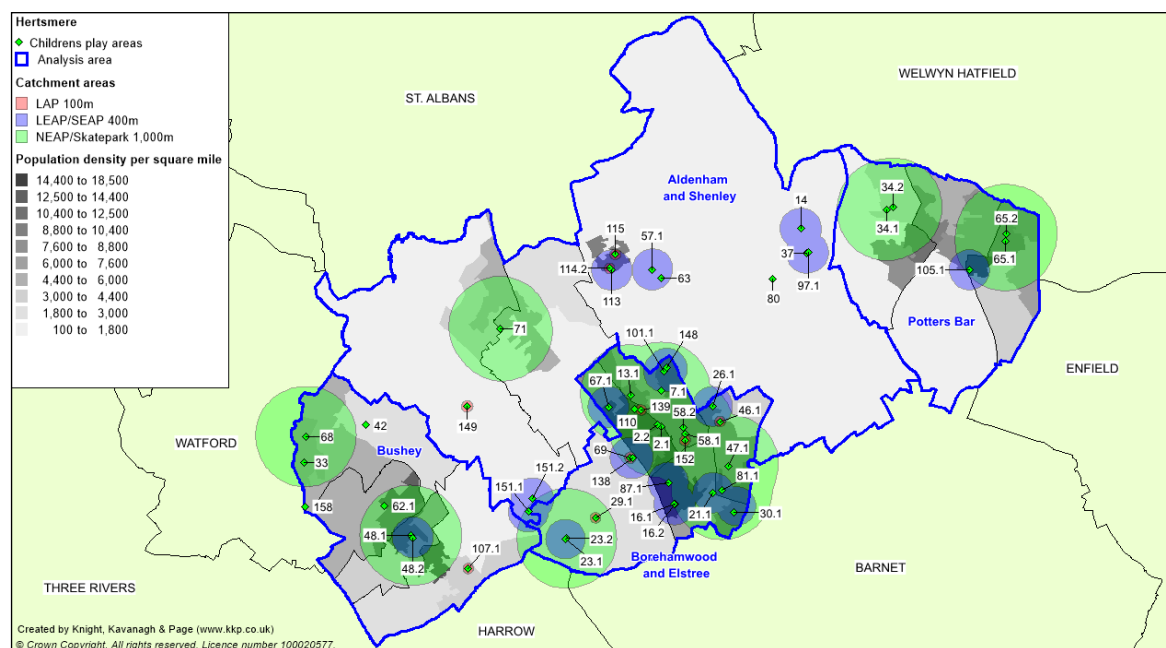 Hertsmere
Childrens play areas
Analysis area
Catchment areas
LAP 100m
LEAP/SEAP 400m
NEAP/Skatepark 1,000m
Population density per square mile
14,400 to 18,500
12,500 to 14,400
10,400 to 12,500
8,800 to 10,400
7,600 to 8,800
6,000 to 7,600
4,400 to 6,000
3,000 to 4,400
1,800 to 3,000
100 to 1,800
WELWYN HATFIELD
ST. ALBANS
Aldenham
and Shenley
34.2
34.1
14
65.2
65.1
115
57.1
37
114.2
113
63
80
97.1
105.1
Potters Bar
71
101.1
148
ENFIELD
67.1
13.1
7.1
26.1
139
58.2
46.1
149
110
2.2
2.1
58.1
47.1
42
WATFORD
68
Bushey
33
69
152
81.1
138
151.2
151.1
87.1
29.1
16.1
21.1
30.1
158
62.1
16.2
48.1
23.2
107.1
48.2
23.1
Borehamwood
and Elstree
BARNET
THREE RIVERS
HARROW
Created by Knight, Kavanagh & Page (www.kkp.co.uk)
© Crown Copyright. All rights reserved. Licence number 100020577.